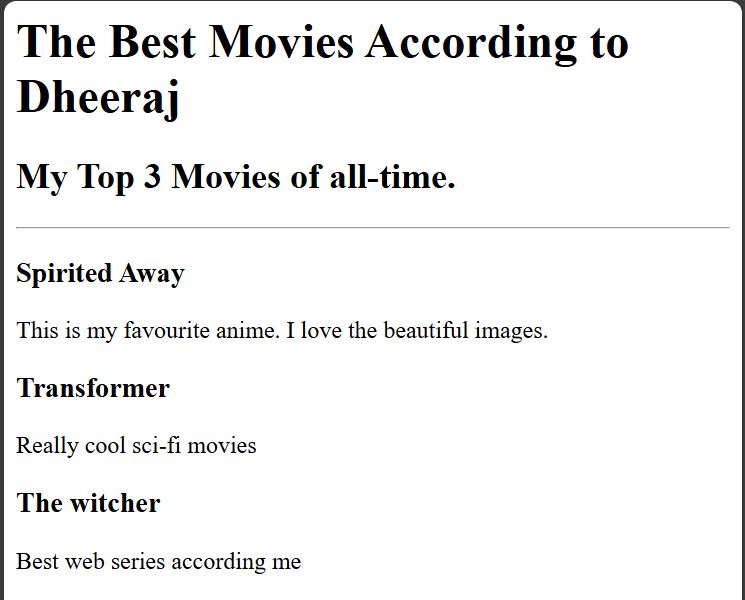 The Best Movies According to
Dheeraj
My Top 3 Movies of all-time.
Spirited Away
This is my favourite anime. I love the beautiful images.
Transformer
Really cool sci-fi movies
The witcher
Best web series according me